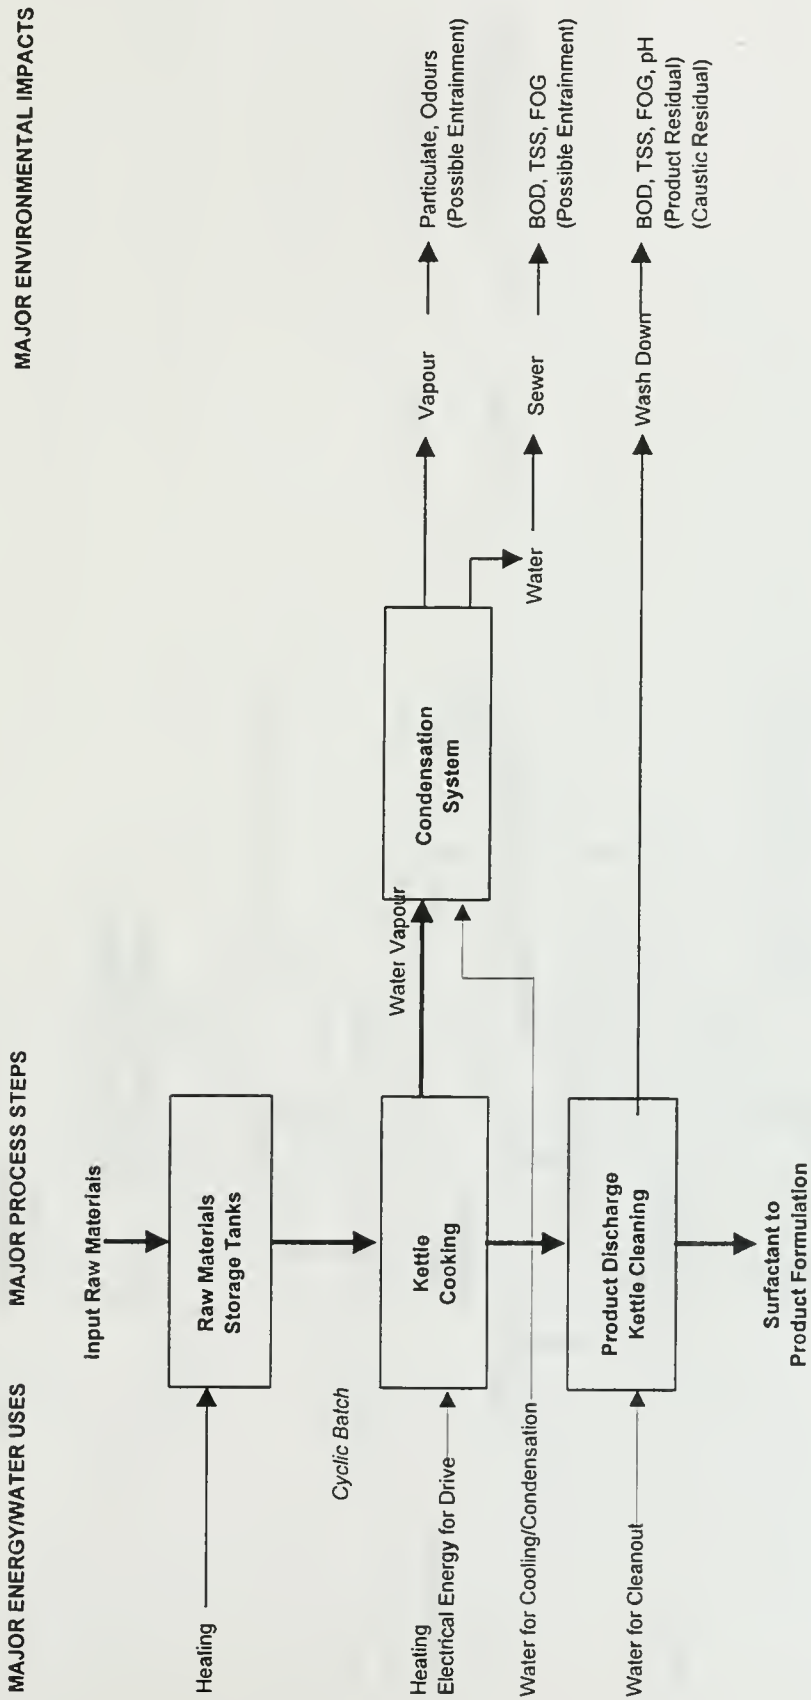 MAJOR ENERGY/WATER USES
MAJOR PROCESS STEPS
MAJOR ENVIRONMENTAL IMPACTS
Input Raw Materials
Heating
Raw Materials
Storage Tanks
Cyclic Batch
Heating
Electrical Energy for Drive
Kettle
Cooking
Water Vapour
Condensation
System
Vapour
Particulate, Odours
(Possible Entrainment)
Water for Cooling/Condensation
Water
Sewer
BOD, TSS, FOG
(Possible Entrainment)
Water for Cleanout
Product Discharge
Kettle Cleaning
Wash Down
BOD, TSS, FOG, pH
(Product Residual)
(Caustic Residual)
Surfactant to
Product Formulation